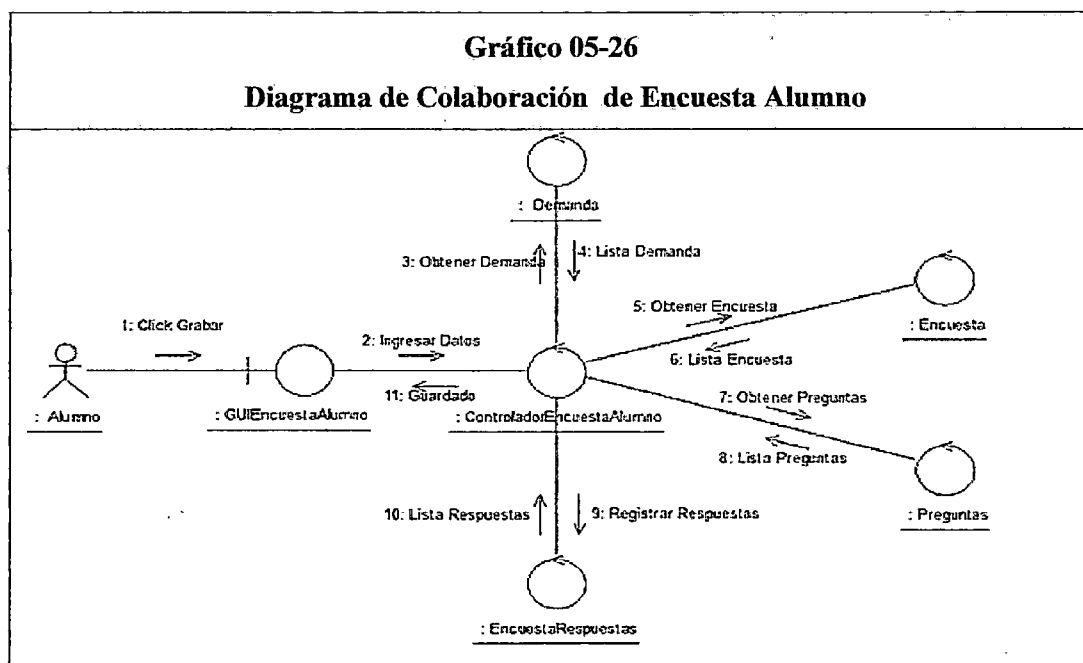 Gráfico 05-26
Diagrama de Colaboración de Encuesta Alumno
: Demanda
3: Obtener Demanda
4: Lista Demanda
5: Obtener Encuesta
: Encuesta
1: Click Grabar
2: Ingresar Datos
6: Lista Encuesta
11: Guardado
7: Obtener Preguntas
: Alumno
: GUIEncuestaAlumno
: ControladorEncuestaAlumno
8: Lista Preguntas
10: Lista Respuestas
9: Registrar Respuestas
: Preguntas
: EncuestaRespuestas